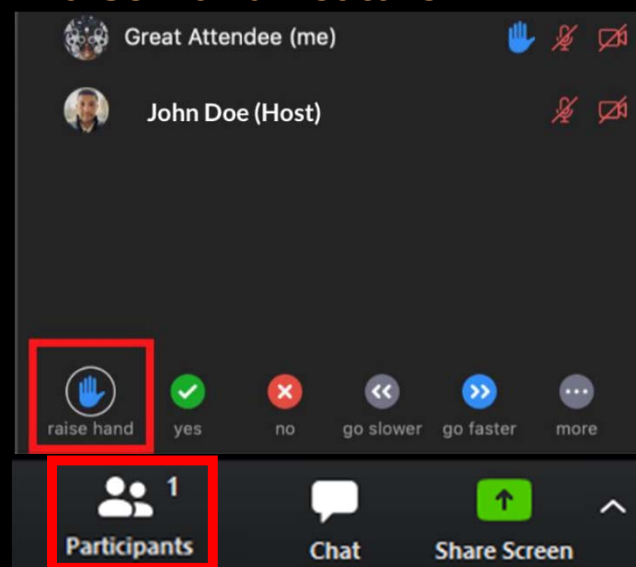 Great Attendee (me)
John Doe (Host)
raise hand yes no go slower go faster more
1
Participants Chat Share Screen